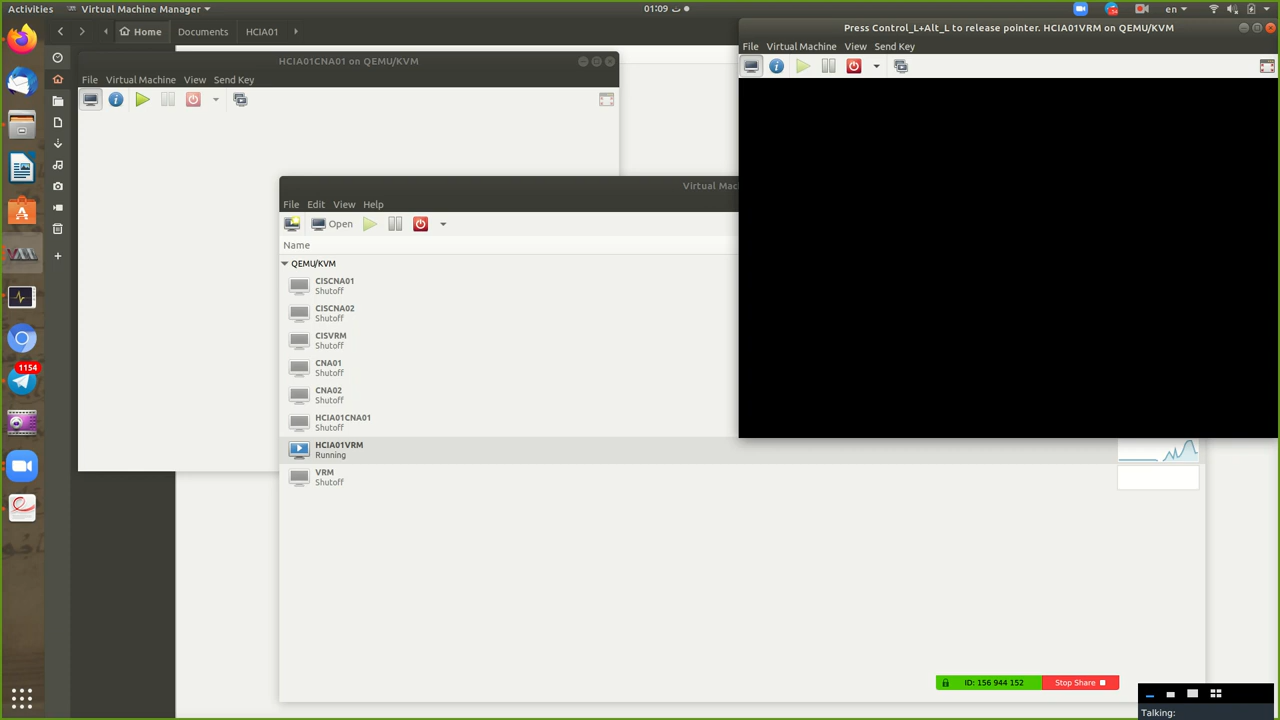 Activities
Virtual Machine Manager
01:09 ت
en
Home
Documents
HCIA01
HCIA01CNA01 on QEMU/KVM
File Virtual Machine View Send Key
Press Control_L+Alt_L to release pointer. HCIA01VRM on QEMU/KVM
File Virtual Machine View Send Key
Virtual Mac
File Edit View Help
Open
Name
QEMU/KVM
CISCNA01
Shutoff
CISCNA02
Shutoff
CISVRM
Shutoff
CNA01
Shutoff
CNA02
Shutoff
HCIA01CNA01
Shutoff
HCIA01VRM
Running
VRM
Shutoff
1154
ID: 156 944 152
Stop Share
Talking: